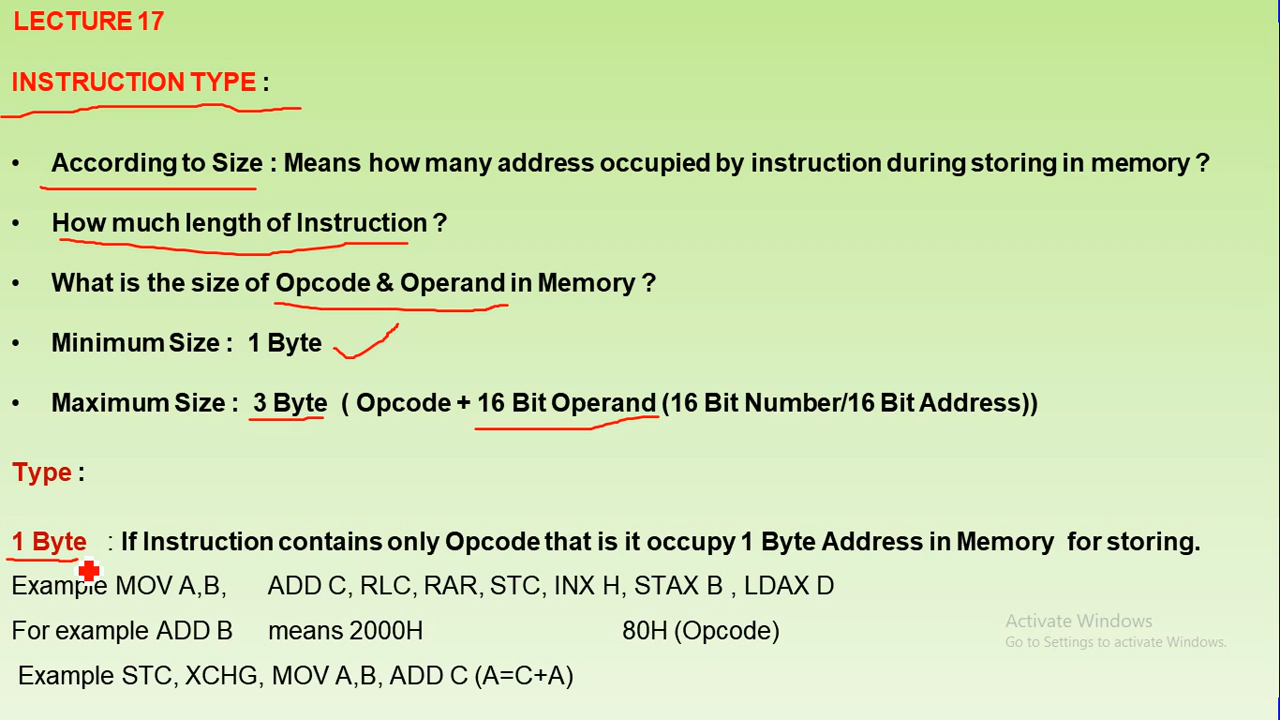 LECTURE 17
INSTRUCTION TYPE :
• According to Size : Means how many address occupied by instruction during storing in memory ?
• How much length of Instruction ?
• What is the size of Opcode & Operand in Memory ?
• Minimum Size : 1 Byte
• Maximum Size : 3 Byte ( Opcode + 16 Bit Operand (16 Bit Number/16 Bit Address))
Type :
1 Byte : If Instruction contains only Opcode that is it occupy 1 Byte Address in Memory for storing.
Example MOV A,B, ADD C, RLC, RAR, STC, INX H, STAX B , LDAX D
For example ADD B means 2000H 80H (Opcode)
Example STC, XCHG, MOV A,B, ADD C (A=C+A)
Activate Windows
Go to Settings to activate Windows.